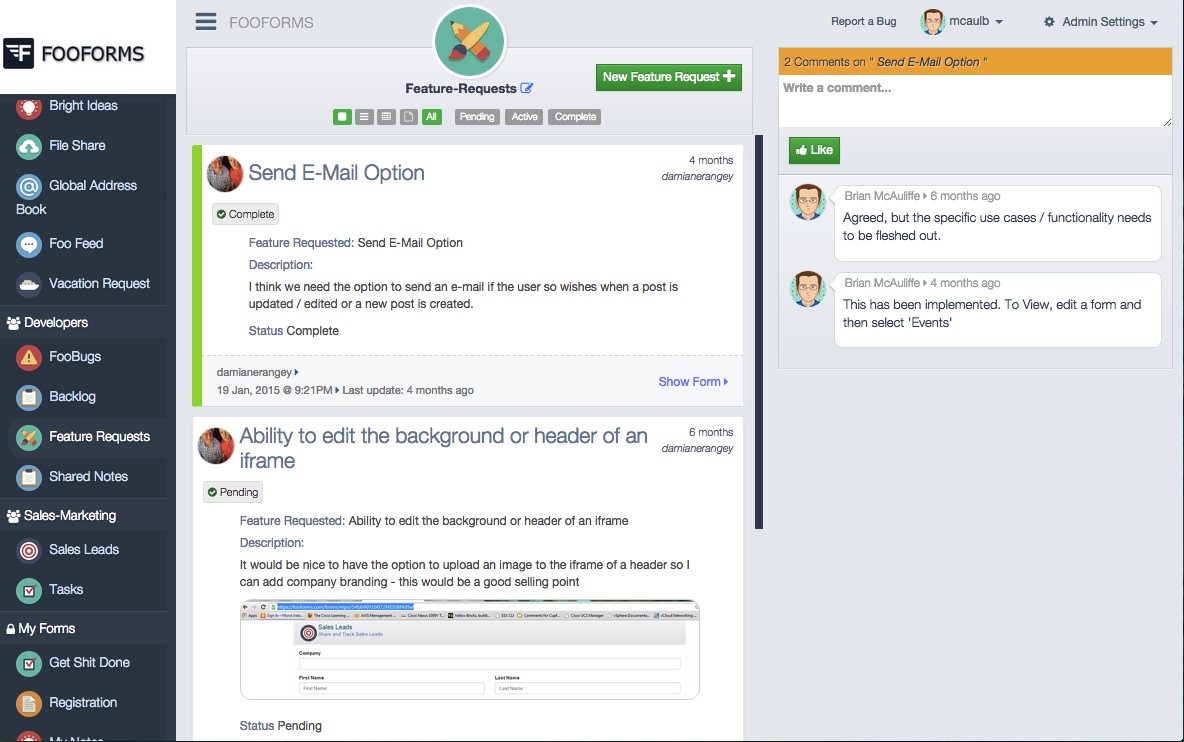 FOOFORMS
Bright Ideas
File Share
Global Address
Book
Foo Feed
Vacation Request
Developers
FooBugs
Backlog
Feature Requests
Shared Notes
Sales-Marketing
Sales Leads
Tasks
My Forms
Get Shit Done
Registration
My Notes
FOOFORMS
Report a Bug
mcaulb
Admin Settings
Feature-Requests
New Feature Request
All
Pending
Active
Complete
Send E-Mail Option
4 months
damianerangey
Complete
Feature Requested: Send E-Mail Option
Description:
I think we need the option to send an e-mail if the user so wishes when a post is
updated / edited or a new post is created.
Status Complete
damianerangey
19 Jan, 2015 @ 9:21PM Last update: 4 months ago
Show Form
Ability to edit the background or header of an
iframe
6 months
damianerangey
Pending
Feature Requested: Ability to edit the background or header of an iframe
Description:
It would be nice to have the option to upload an image to the iframe of a header so I
can add company branding - this would be a good selling point
Sales Leads
Share and Track Sales Leads
Company
First Name
Last Name
First Name
Last Name
Status Pending
2 Comments on " Send E-Mail Option "
Write a comment...
Like
Brian McAuliffe 6 months ago
Agreed, but the specific use cases / functionality needs
to be fleshed out.
Brian McAuliffe 4 months ago
This has been implemented. To View, edit a form and
then select 'Events'